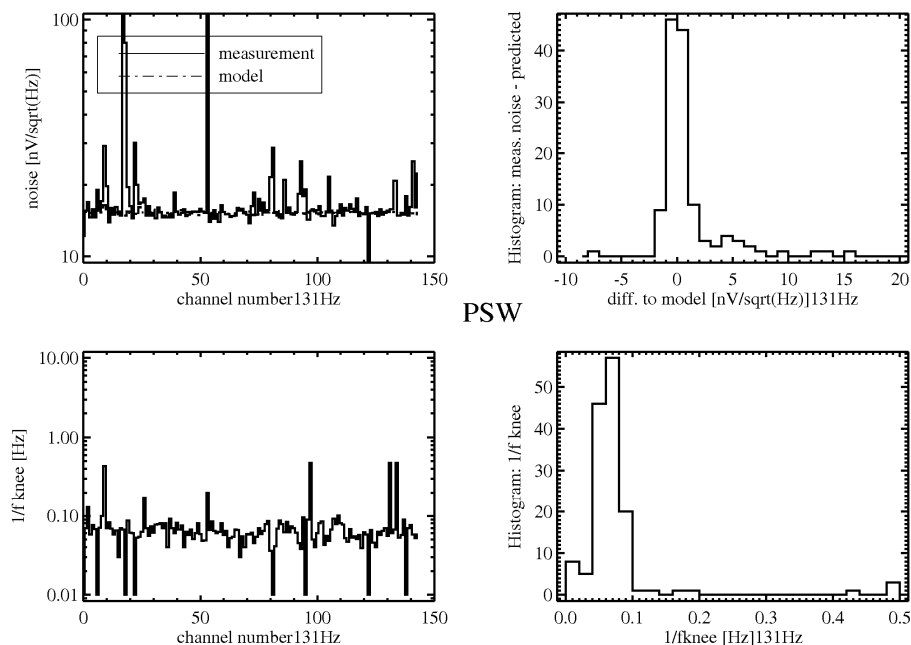 noise [nV/sqrt(Hz)]
100
10
measurement
model
0 50 100 150
channel number131Hz
Histogram: meas. noise - predicted
40
30
20
10
0
-10 -5 0 5 10 15 20
diff. to model [nV/sqrt(Hz)]131Hz
PSW
1/f knee [Hz]
10.00
1.00
0.10
0.01
0 50 100 150
channel number131Hz
Histogram: 1/f knee
50
40
30
20
10
0
0.0 0.1 0.2 0.3 0.4 0.5
1/fknee [Hz]131Hz